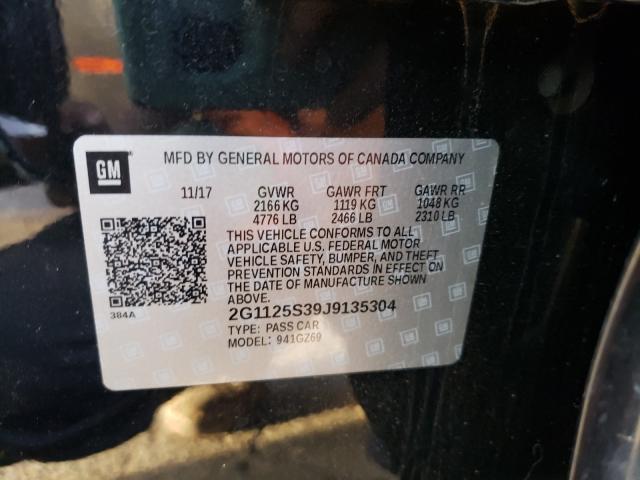 GM
MFD BY GENERAL MOTORS OF CANADA COMPANY
11/17 GVWR GAWR FRT GAWR RR
2166 KG 1119 KG 1048 KG
4776 LB 2466 LB 2310 LB
THIS VEHICLE CONFORMS TO ALL
APPLICABLE U.S. FEDERAL MOTOR
VEHICLE SAFETY, BUMPER, AND THEFT
PREVENTION STANDARDS IN EFFECT ON
THE DATE OF MANUFACTURE SHOWN
ABOVE.
384A
2G1125S39J9135304
TYPE: PASS CAR
MODEL: 941GZ69